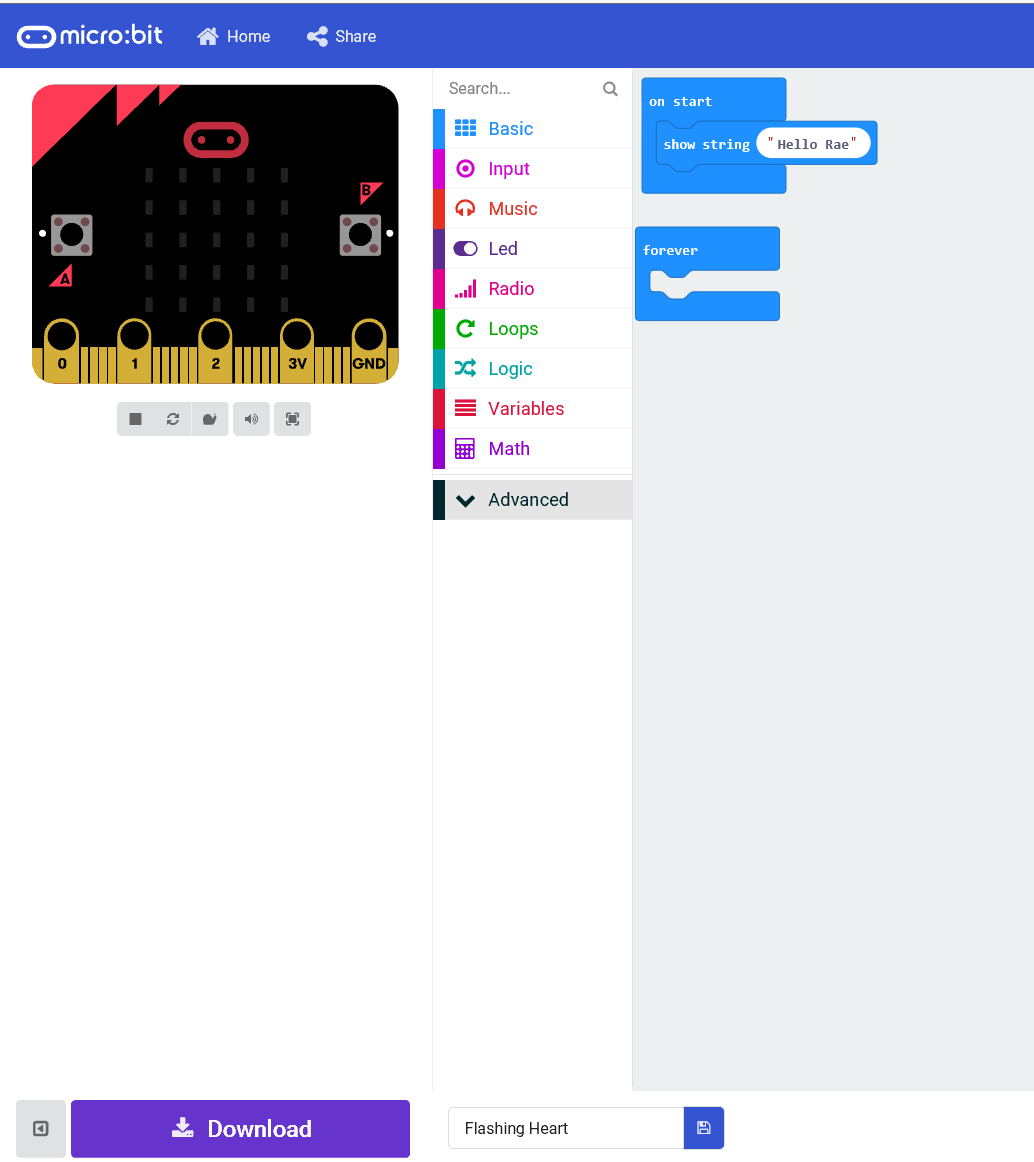 micro:bit Home Share
Search...
Basic
Input
Music
Led
Radio
Loops
Logic
Variables
Math
Advanced
B
A
0 1 2 3V GND
on start
show string "Hello Rae"
forever
Download
Flashing Heart